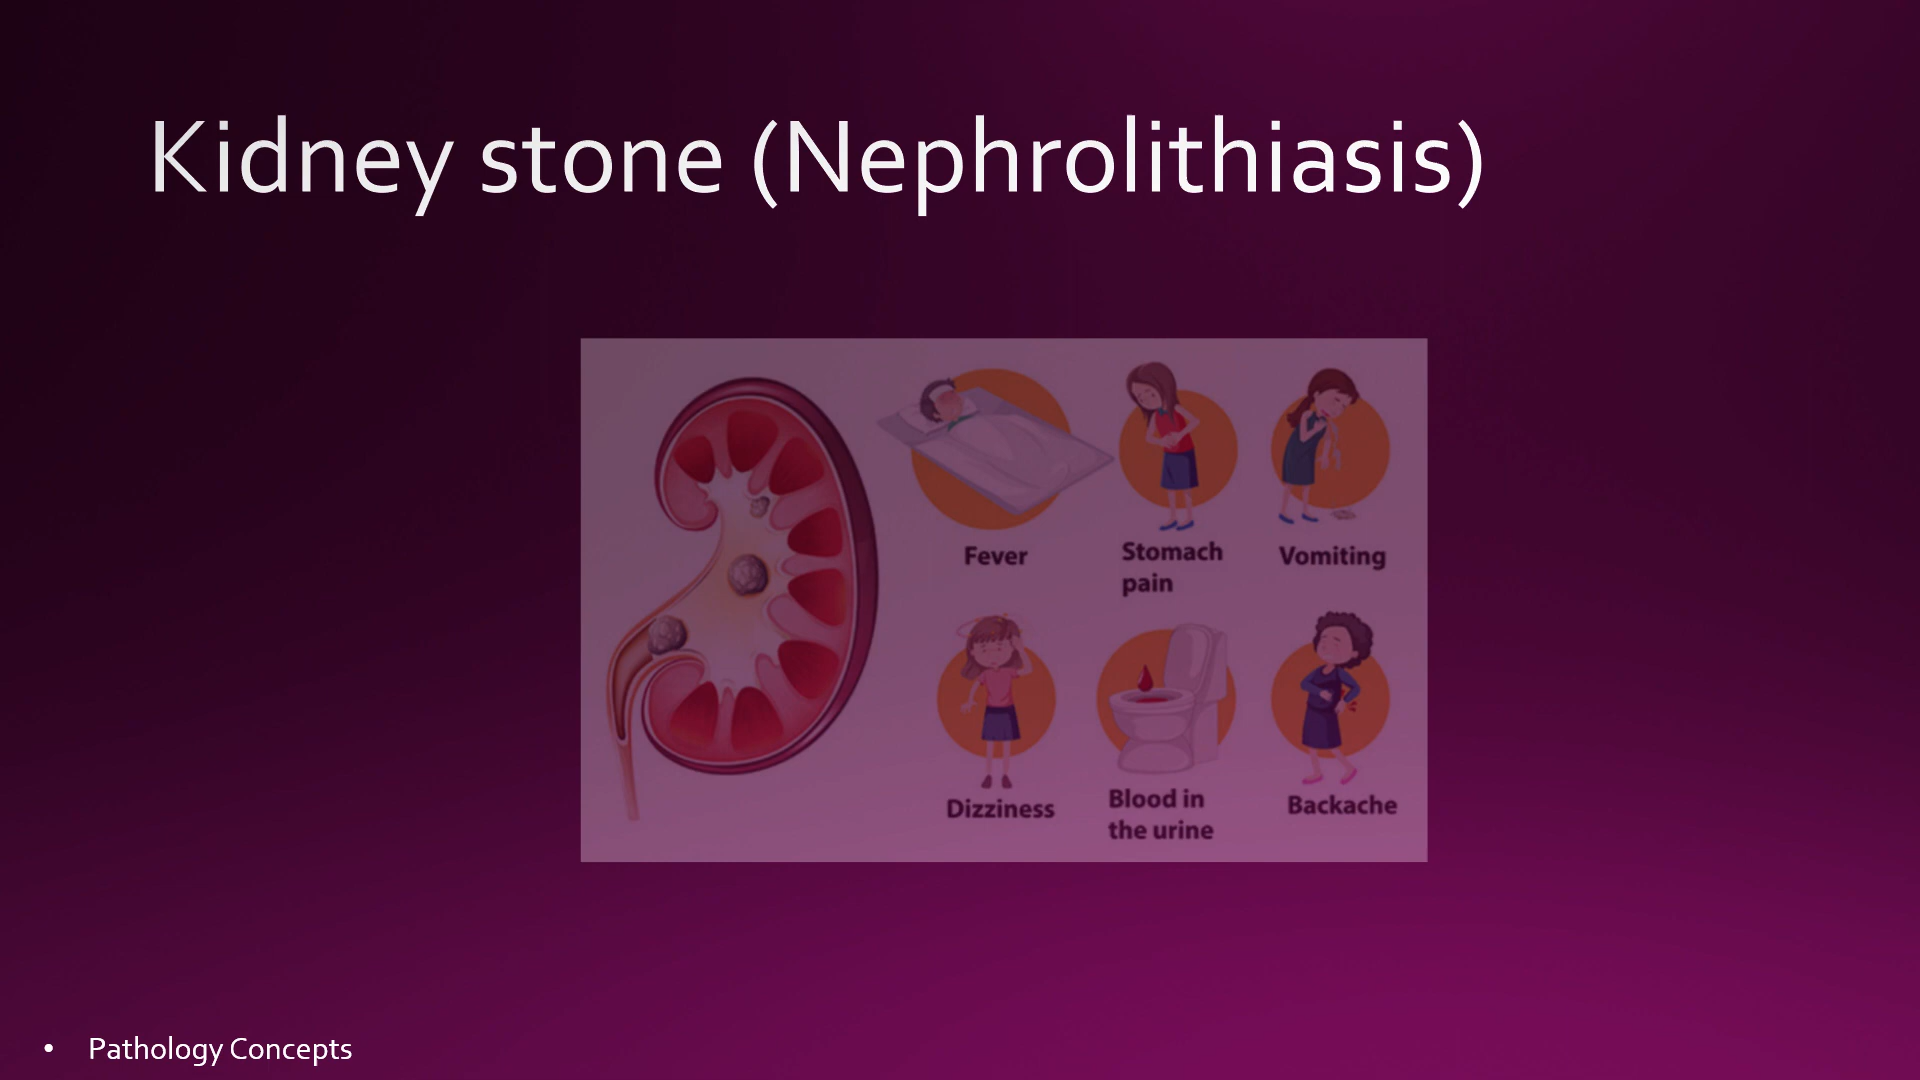 Kidney stone (Nephrolithiasis)
Fever
Stomach
pain
Vomiting
Dizziness
Blood in
the urine
Backache
• Pathology Concepts